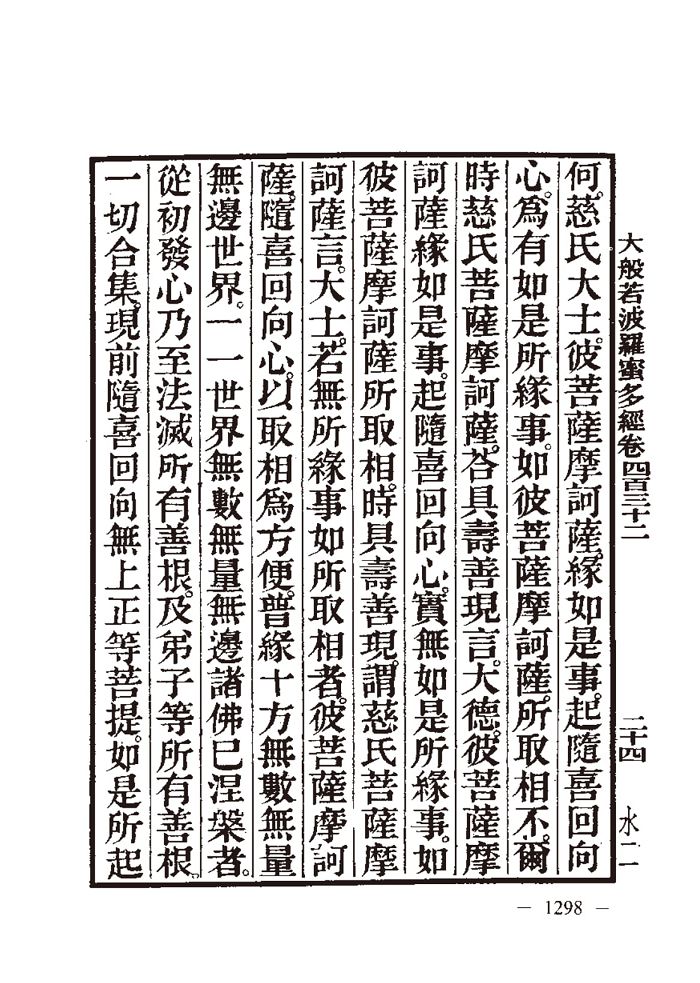 大般若波羅蜜多經卷四百三十二 二十四 水二
何。慈氏大士。彼菩薩摩訶薩。緣如是事。起隨喜回向
心。爲有如是所緣事。如彼菩薩摩訶薩。所取相不。爾
時慈氏菩薩摩訶薩。荅具壽善現言。大德。彼菩薩摩
訶薩緣如是事。起隨喜回向心。實無如是所緣事。如
彼菩薩摩訶薩所取相。時具壽善現。謂慈氏菩薩摩
訶薩言。大士。若無所緣事如所取相者。彼菩薩摩訶
薩。隨喜回向心。以取相爲方便。普緣十方無數無量
無邊世界。一一世界無數無量無邊諸佛已涅槃者。
從初發心乃至法滅所有善根。及弟子等所有善根。
一切合集。現前隨喜回向無上正等菩提。如是所起
— 1298 —